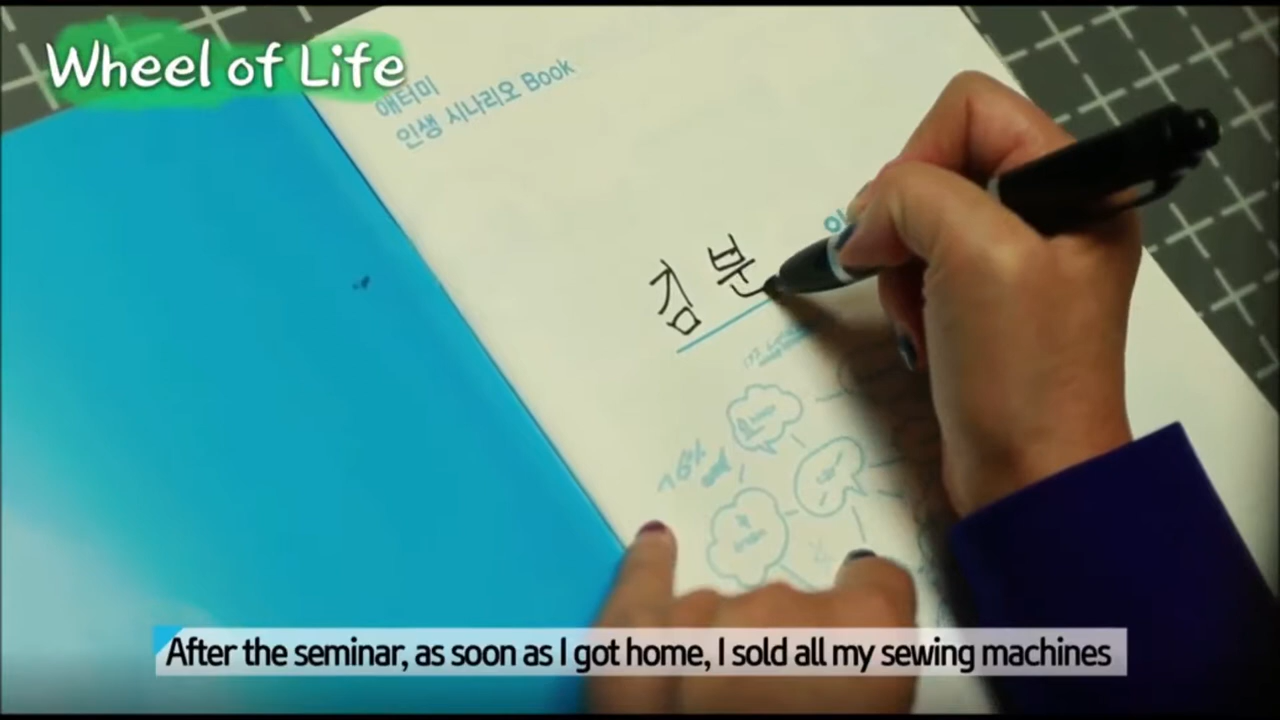 Wheel of Life
애터미
인생 시나리오 Book
김 분
After the seminar, as soon as I got home, I sold all my sewing machines